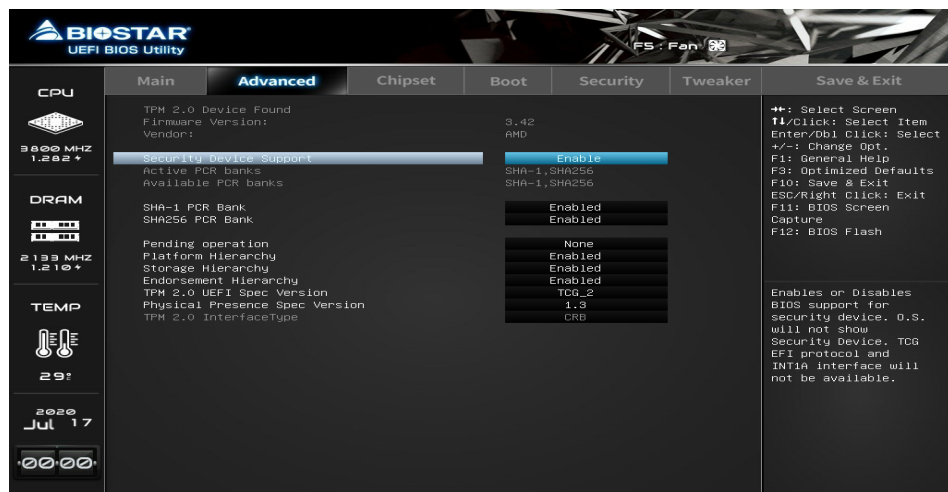 BIOSTAR
UEFI BIOS Utility
F5 : Fan
CPU
3800 MHZ
1.282
DRAM
2133 MHZ
1.210
TEMP
29
2020
Jul 17
00:00
Main Advanced Chipset Boot Security Tweaker Save & Exit
TPM 2.0 Device Found
Firmware Version: 3.42
Vendor: AMD
Security Device Support Enable
Active PCR banks SHA-1,SHA256
Available PCR banks SHA-1,SHA256
SHA-1 PCR Bank Enabled
SHA256 PCR Bank Enabled
Pending operation None
Platform Hierarchy Enabled
Storage Hierarchy Enabled
Endorsement Hierarchy Enabled
TPM 2.0 UEFI Spec Version TCG_2
Physical Presence Spec Version 1.3
TPM 2.0 InterfaceType CRB
→←: Select Screen
↑↓/Click: Select Item
Enter/Dbl Click: Select
+/-: Change Opt.
F1: General Help
F3: Optimized Defaults
F10: Save & Exit
ESC/Right Click: Exit
F11: BIOS Screen
Capture
F12: BIOS Flash
Enables or Disables
BIOS support for
security device. O.S.
will not show
Security Device. TCG
EFI protocol and
INT1A interface will
not be available.